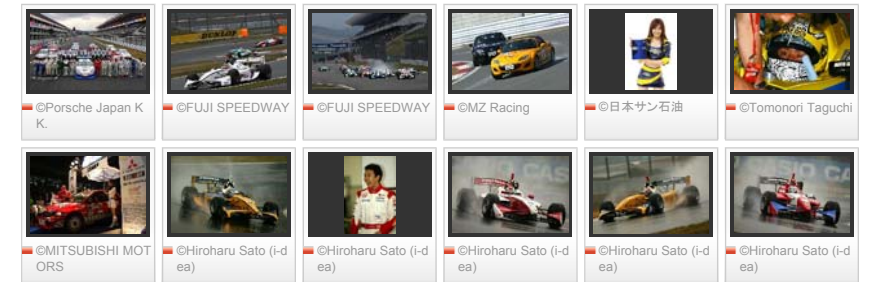 ©Porsche Japan K
K.
©FUJI SPEEDWAY
©FUJI SPEEDWAY
©MZ Racing
©日本サン石油
©Tomonori Taguchi
DUNLOP
©MITSUBISHI MOT
ORS
©Hiroharu Sato (i-d
ea)
©Hiroharu Sato (i-d
ea)
©Hiroharu Sato (i-d
ea)
©Hiroharu Sato (i-d
ea)
©Hiroharu Sato (i-d
ea)